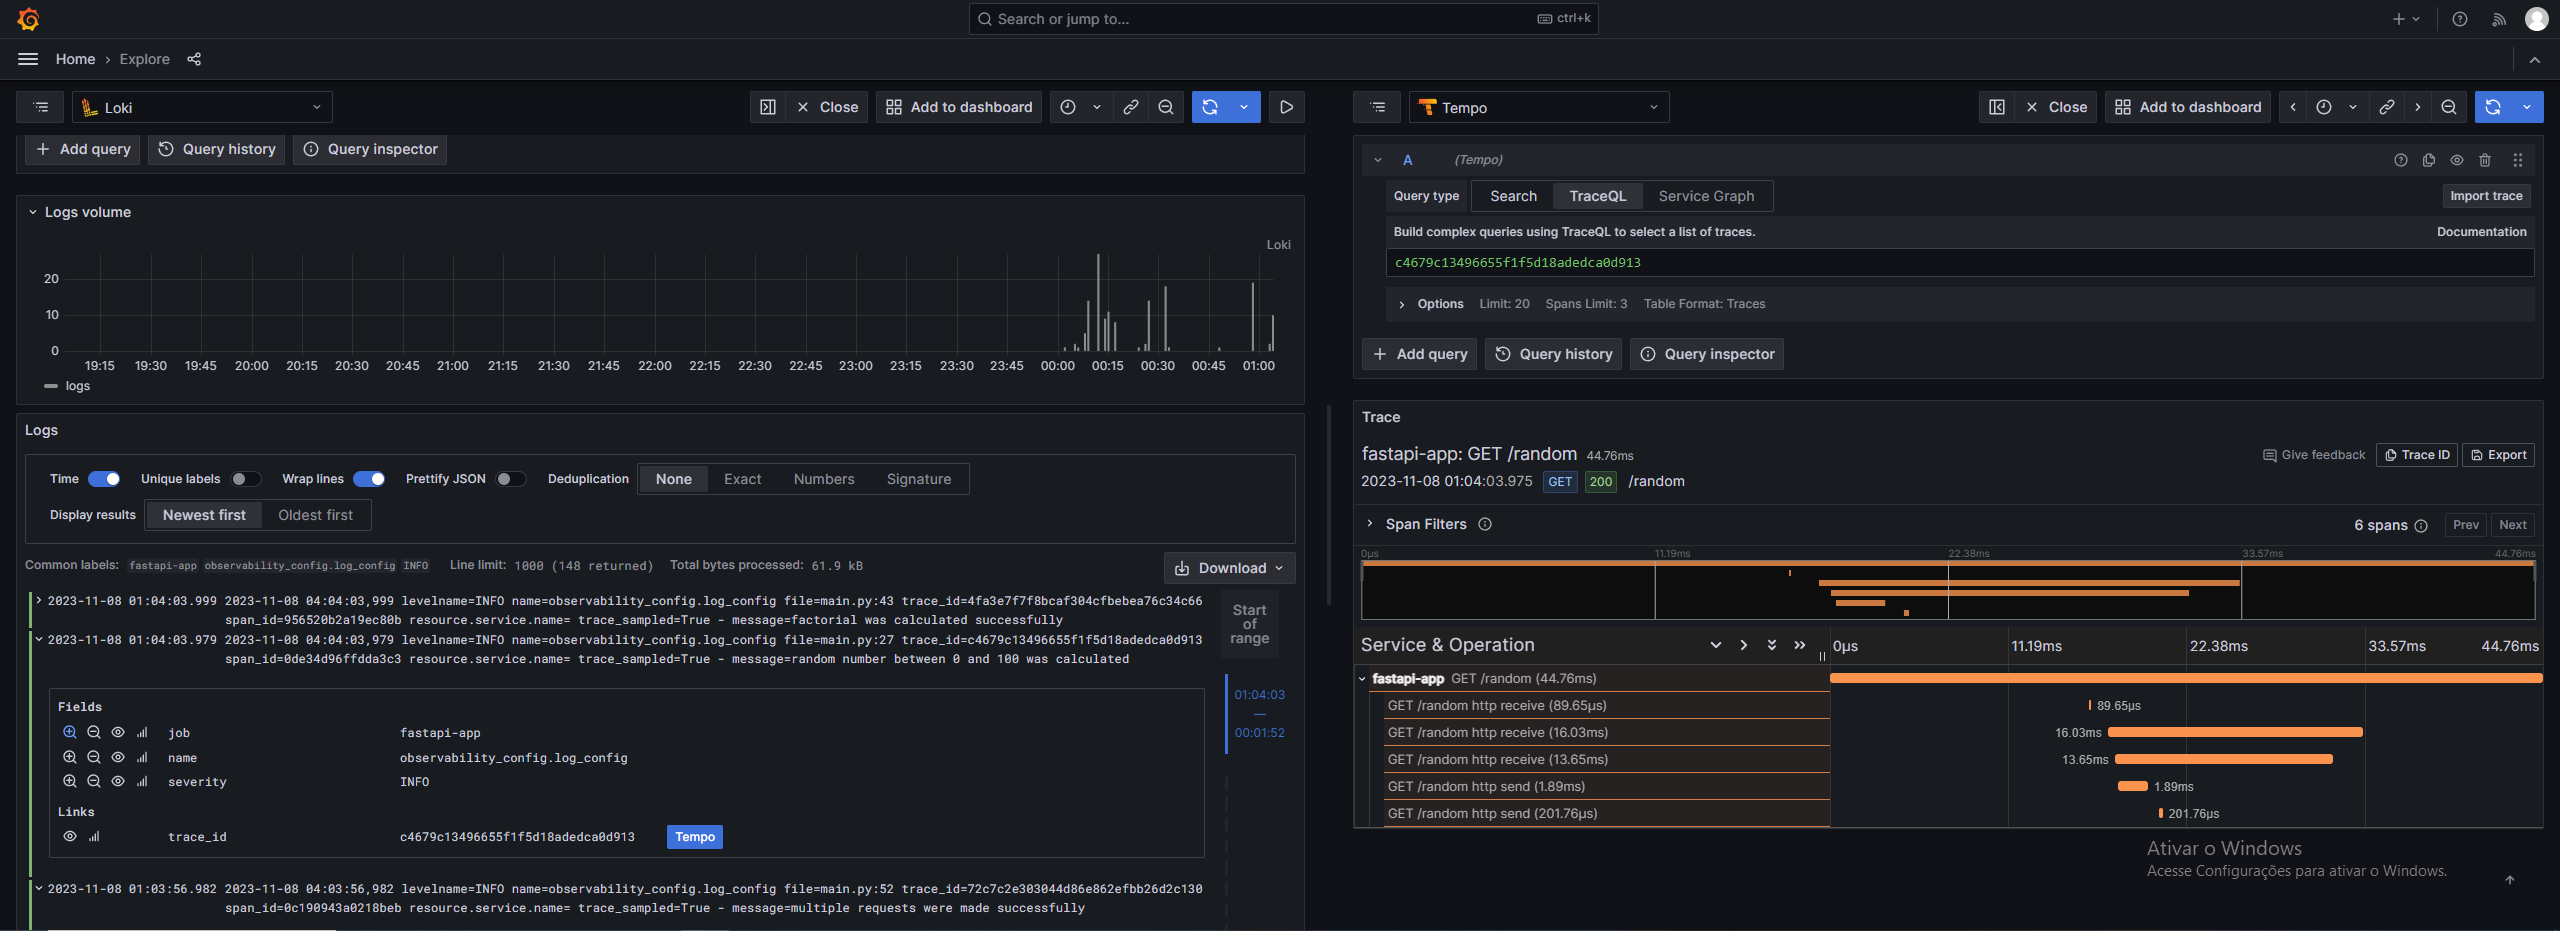 Search or jump to...
ctrl+k
Home › Explore
Loki
Close
Add to dashboard
Add query
Query history
Query inspector
Logs volume
Loki
20
10
0
19:15 19:30 19:45 20:00 20:15 20:30 20:45 21:00 21:15 21:30 21:45 22:00 22:15 22:30 22:45 23:00 23:15 23:30 23:45 00:00 00:15 00:30 00:45 01:00
logs
Logs
Time Unique labels Wrap lines Prettify JSON Deduplication None Exact Numbers Signature
Display results Newest first Oldest first
Common labels: fastapi-app observability_config.log_config INFO Line limit: 1000 (148 returned) Total bytes processed: 61.9 kB
Download
2023-11-08 01:04:03.999 2023-11-08 04:04:03,999 levelname=INFO name=observability_config.log_config file=main.py:43 trace_id=4fa3e7f7f8bcaf304cfbebea76c34c66
span_id=956520b2a19ec80b resource.service.name= trace_sampled=True - message=factorial was calculated successfully
2023-11-08 01:04:03.979 2023-11-08 04:04:03,979 levelname=INFO name=observability_config.log_config file=main.py:27 trace_id=c4679c13496655f1f5d18adedca0d913
span_id=0de34d96ffdda3c3 resource.service.name= trace_sampled=True - message=random number between 0 and 100 was calculated
Fields
job fastapi-app
name observability_config.log_config
severity INFO
Links
trace_id c4679c13496655f1f5d18adedca0d913 Tempo
2023-11-08 01:03:56.982 2023-11-08 04:03:56,982 levelname=INFO name=observability_config.log_config file=main.py:52 trace_id=72c7c2e303044d86e862efbb26d2c130
span_id=0c190943a0218beb resource.service.name= trace_sampled=True - message=multiple requests were made successfully
Start
of
range
01:04:03
—
00:01:52
Tempo
Close
Add to dashboard
A (Tempo)
Query type Search TraceQL Service Graph
Import trace
Build complex queries using TraceQL to select a list of traces.
Documentation
c4679c13496655f1f5d18adedca0d913
Options Limit: 20 Spans Limit: 3 Table Format: Traces
Add query
Query history
Query inspector
Trace
fastapi-app: GET /random 44.76ms
Give feedback
Trace ID
Export
2023-11-08 01:04:03.975 GET 200 /random
Span Filters
6 spans
Prev
Next
0μs 11.19ms 22.38ms 33.57ms 44.76ms
Service & Operation
0μs 11.19ms 22.38ms 33.57ms 44.76ms
fastapi-app GET /random (44.76ms)
GET /random http receive (89.65μs) 89.65μs
GET /random http receive (16.03ms) 16.03ms
GET /random http receive (13.65ms) 13.65ms
GET /random http send (1.89ms) 1.89ms
GET /random http send (201.76μs) 201.76μs
Ativar o Windows
Acesse Configurações para ativar o Windows.